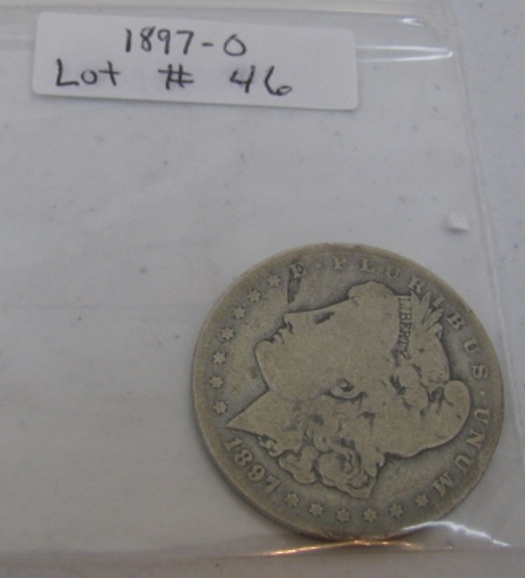 1897-O
Lot # 46
E · PLURIBUS · UNUM
LIBERTY
1897